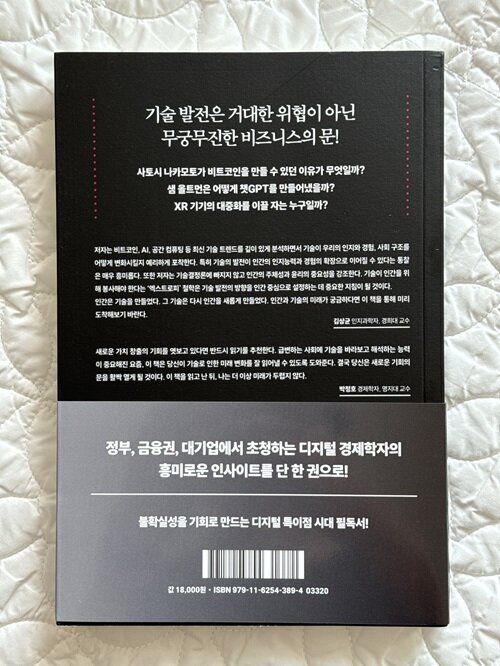 기술 발전은 거대한 위협이 아닌
무궁무진한 비즈니스의 문!
사토시 나카모토가 비트코인을 만들 수 있던 이유가 무엇일까?
샘 올트먼은 어떻게 챗GPT를 만들어냈을까?
XR 기기의 대중화를 이끌 자는 누구일까?
저자는 비트코인, AI, 공간 컴퓨팅 등 최신 기술 트렌드를 깊이 있게 분석하면서 기술이 우리의 인지와 경험, 사회 구조를
어떻게 변화시킬지 예리하게 포착한다. 특히 기술의 발전이 인간의 인지능력과 경험의 확장으로 이어질 수 있다는 통찰
은 매우 흥미롭다. 또한 저자는 기술결정론에 빠지지 않고 인간의 주체성과 윤리의 중요성을 강조한다. 기술이 인간을 위
해 봉사해야 한다는 '엑스트로피' 철학은 기술 발전의 방향을 인간 중심으로 설정하는 데 중요한 지침이 될 것이다.
인간은 기술을 만들었다. 그 기술은 다시 인간을 새롭게 만들었다. 인간과 기술의 미래가 궁금하다면 이 책을 통해 미리
도착해보기 바란다.
김상균 인지과학자, 경희대 교수
새로운 가치 창출의 기회를 엿보고 있다면 반드시 읽기를 추천한다. 급변하는 사회에 기술을 바라보고 해석하는 능력
이 중요해진 요즘, 이 책은 당신이 기술로 인한 미래 변화를 잘 읽어낼 수 있도록 도와준다. 결국 당신은 새로운 기회의
문을 활짝 열게 될 것이다. 이 책을 읽고 난 뒤, 나는 더 이상 미래가 두렵지 않다.
박정호 경제학자, 명지대 교수
정부, 금융권, 대기업에서 초청하는 디지털 경제학자의
흥미로운 인사이트를 단 한 권으로!
불확실성을 기회로 만드는 디지털 특이점 시대 필독서!
값 18,000원 · ISBN 979-11-6254-389-4 03320